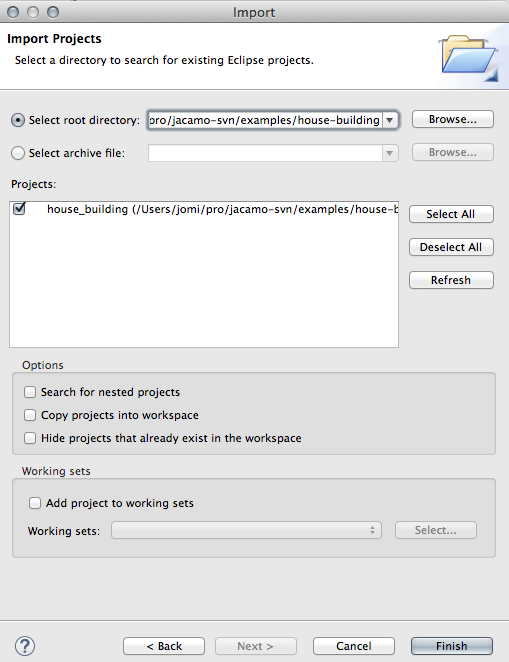 Import
Import Projects
Select a directory to search for existing Eclipse projects.
Select root directory: pro/jacamo-svn/examples/house-building Browse...
Select archive file: Browse...
Projects:
house_building (/Users/jomi/pro/jacamo-svn/examples/house-b
Select All
Deselect All
Refresh
Options
Search for nested projects
Copy projects into workspace
Hide projects that already exist in the workspace
Working sets
Add project to working sets
Working sets: Select...
? < Back Next > Cancel Finish